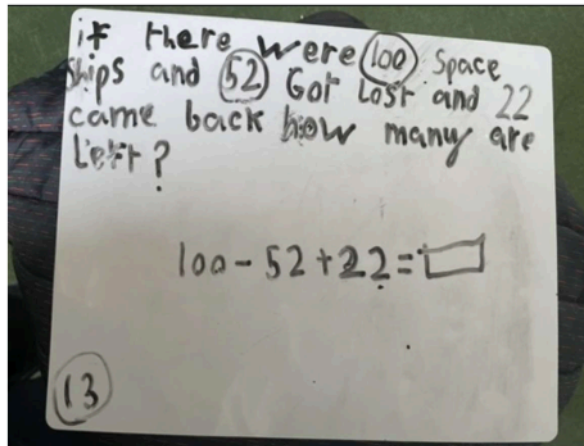 if there were 100 Space
Ships and 52 Got Lost and 22
came back how many are
Left?
100 - 52 + 22 =
13